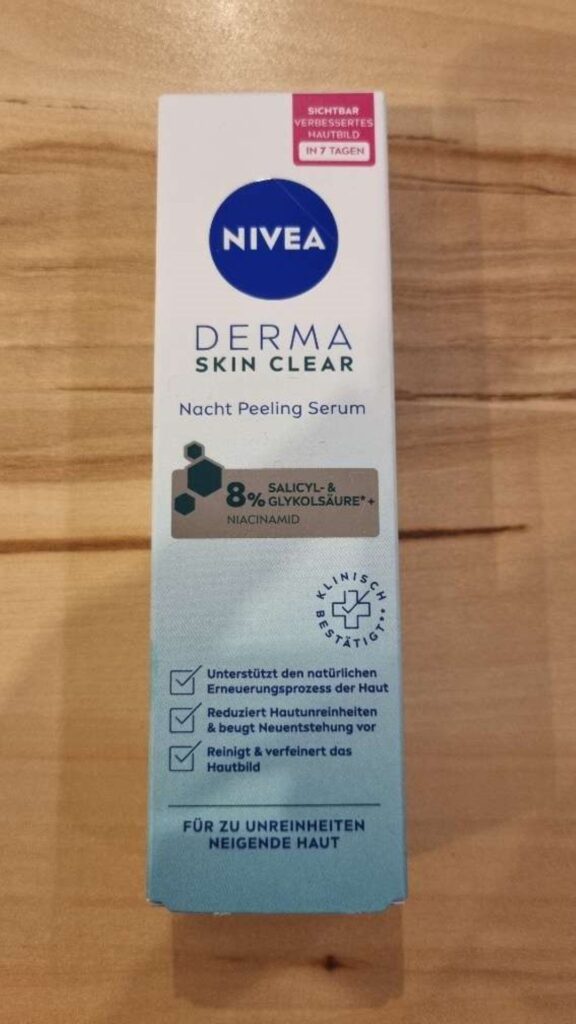 SICHTBAR
VERBESSERTES
HAUTBILD
IN 7 TAGEN
NIVEA
DERMA
SKIN CLEAR
Nacht Peeling Serum
8% SALICYL- &
GLYKOLSÄURE* +
NIACINAMID
KLINISCH
BESTÄTIGT**
Unterstützt den natürlichen
Erneuerungsprozess der Haut
Reduziert Hautunreinheiten
& beugt Neuentstehung vor
Reinigt & verfeinert das
Hautbild
FÜR ZU UNREINHEITEN
NEIGENDE HAUT